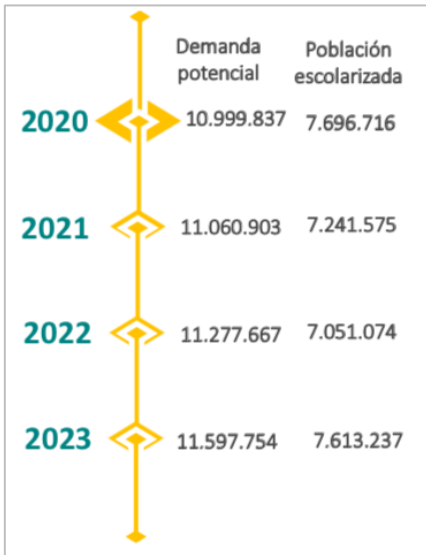 Demanda potencial
Población escolarizada
2020 10.999.837 7.696.716
2021 11.060.903 7.241.575
2022 11.277.667 7.051.074
2023 11.597.754 7.613.237